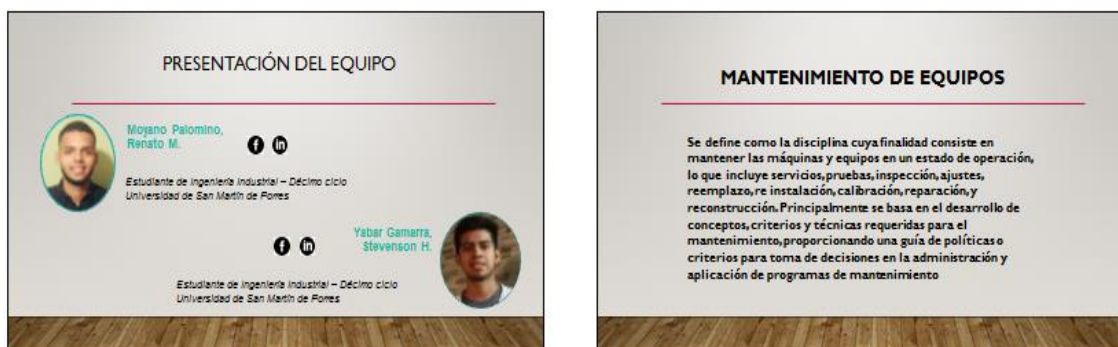 PRESENTACIÓN DEL EQUIPO
Moyano Palomino,
Renato M.
f in
Estudiante de Ingeniería Industrial – Décimo ciclo
Universidad de San Martín de Porres
f in
Yabar Gamarra,
Stevenson H.
Estudiante de Ingeniería Industrial – Décimo ciclo
Universidad de San Martín de Porres
MANTENIMIENTO DE EQUIPOS
Se define como la disciplina cuya finalidad consiste en
mantener las máquinas y equipos en un estado de operación,
lo que incluye servicios, pruebas, inspección, ajustes,
reemplazo, re instalación, calibración, reparación, y
reconstrucción. Principalmente se basa en el desarrollo de
conceptos, criterios y técnicas requeridas para el
mantenimiento, proporcionando una guía de políticas o
criterios para toma de decisiones en la administración y
aplicación de programas de mantenimiento